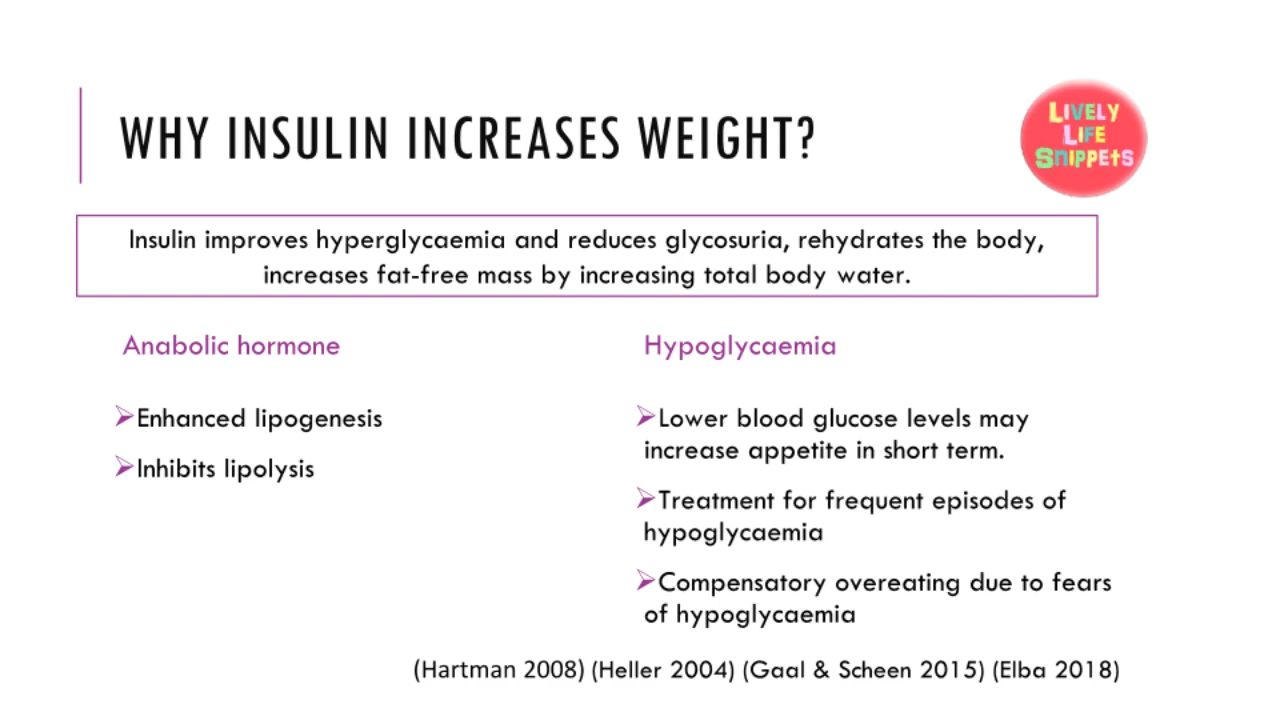 WHY INSULIN INCREASES WEIGHT?
LIVELY
LIFE
SNIPPEtS
Insulin improves hyperglycaemia and reduces glycosuria, rehydrates the body,
increases fat-free mass by increasing total body water.
Anabolic hormone
➢Enhanced lipogenesis
➢Inhibits lipolysis
Hypoglycaemia
➢Lower blood glucose levels may
increase appetite in short term.
➢Treatment for frequent episodes of
hypoglycaemia
➢Compensatory overeating due to fears
of hypoglycaemia
(Hartman 2008) (Heller 2004) (Gaal & Scheen 2015) (Elba 2018)